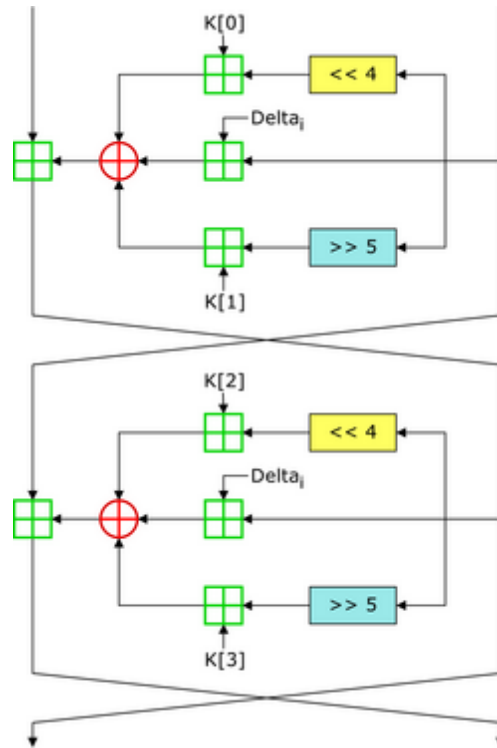 K[0]
<< 4
Delta_i
>> 5
K[1]
K[2]
<< 4
Delta_i
>> 5
K[3]